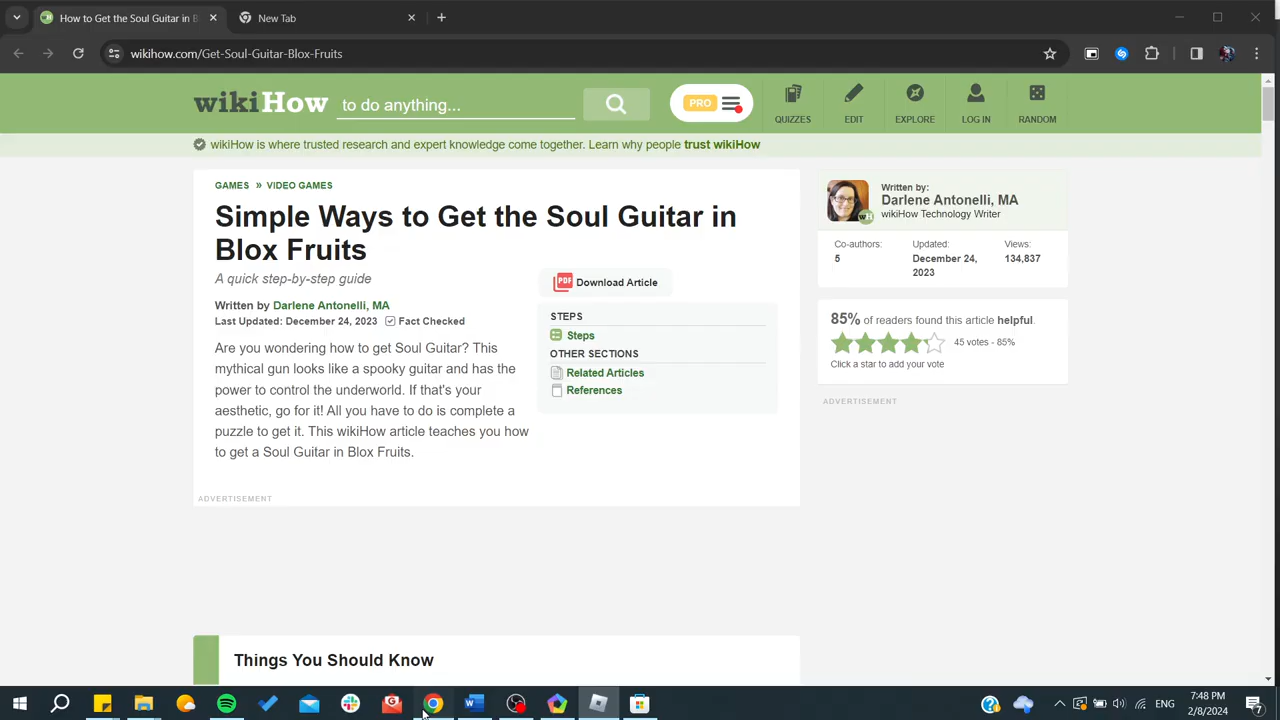 How to Get the Soul Guitar in B
New Tab
wikihow.com/Get-Soul-Guitar-Blox-Fruits
wikiHow
to do anything...
PRO
QUIZZES
EDIT
EXPLORE
LOG IN
RANDOM
wikiHow is where trusted research and expert knowledge come together. Learn why people trust wikiHow
GAMES » VIDEO GAMES
Simple Ways to Get the Soul Guitar in
Blox Fruits
A quick step-by-step guide
PDF Download Article
Written by Darlene Antonelli, MA
Last Updated: December 24, 2023 Fact Checked
Are you wondering how to get Soul Guitar? This
mythical gun looks like a spooky guitar and has the
power to control the underworld. If that's your
aesthetic, go for it! All you have to do is complete a
puzzle to get it. This wikiHow article teaches you how
to get a Soul Guitar in Blox Fruits.
STEPS
Steps
OTHER SECTIONS
Related Articles
References
ADVERTISEMENT
Things You Should Know
Written by:
Darlene Antonelli, MA
wikiHow Technology Writer
wH
Co-authors:
5
Updated:
December 24,
2023
Views:
134,837
85% of readers found this article helpful.
45 votes - 85%
Click a star to add your vote
ADVERTISEMENT
ENG
7:48 PM
2/8/2024
7